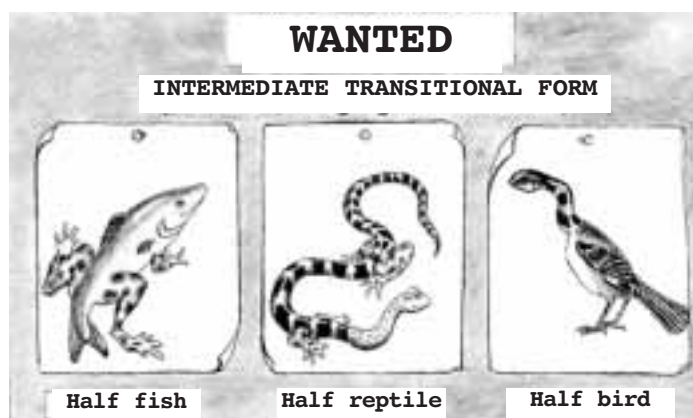 WANTED
INTERMEDIATE TRANSITIONAL FORM
Half fish
Half reptile
Half bird